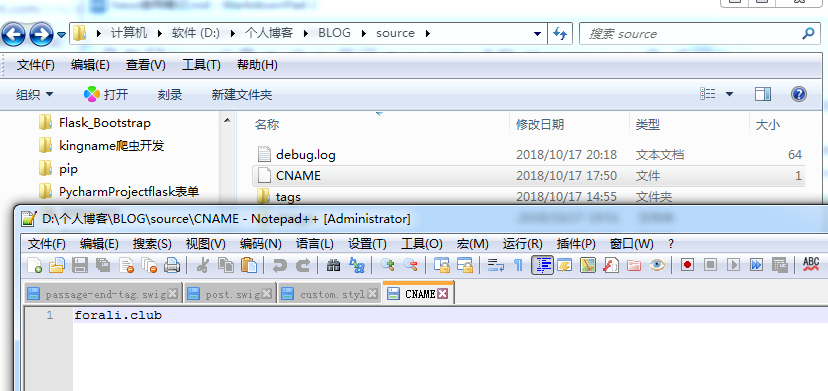 计算机 软件 (D:) 个人博客 BLOG source 搜索 source
文件(F) 编辑(E) 查看(V) 工具(T) 帮助(H)
组织 打开 刻录 新建文件夹
名称 修改日期 类型 大小
Flask_Bootstrap
kingname爬虫开发
pip
PycharmProjectflask表单
debug.log 2018/10/17 20:18 文本文档 64
CNAME 2018/10/17 17:50 文件 1
tags 2018/10/17 14:55 文件夹
D:\个人博客\BLOG\source\CNAME - Notepad++ [Administrator]
文件(F) 编辑(E) 搜索(S) 视图(V) 编码(N) 语言(L) 设置(T) 工具(O) 宏(M) 运行(R) 插件(P) 窗口(W) ?
ABC
passage-end-tag.swig post.swig custom.styl CNAME
1 forali.club